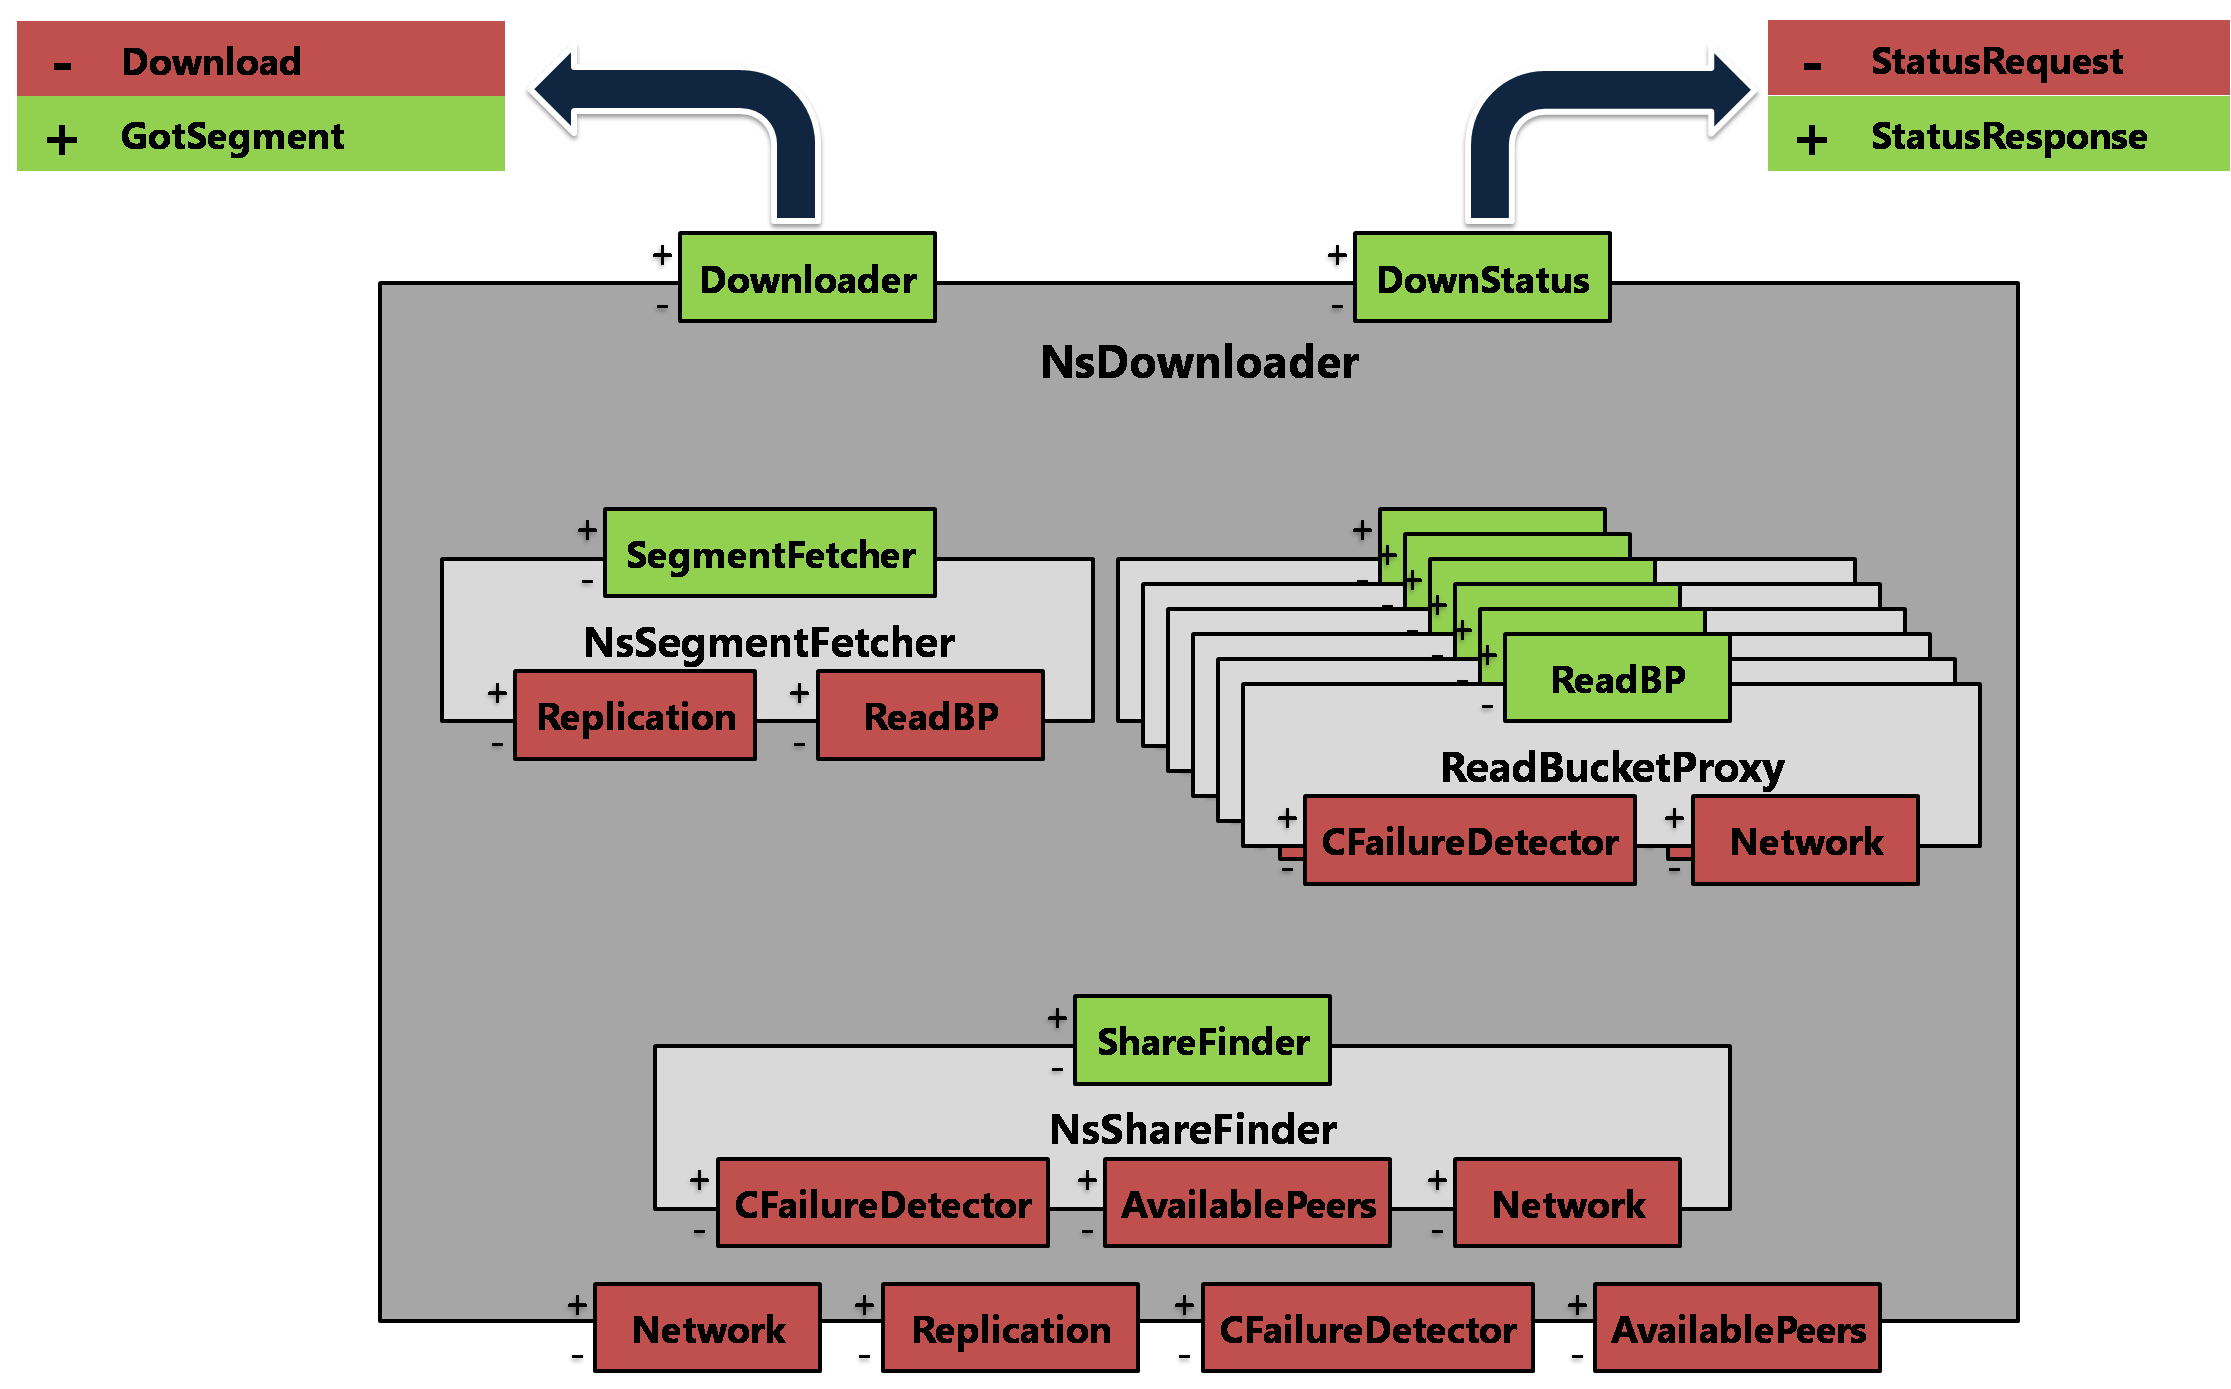 - Download
+ GotSegment
- StatusRequest
+ StatusResponse
+
-
Downloader
+
-
DownStatus
NsDownloader
+
-
SegmentFetcher
NsSegmentFetcher
+
-
Replication
+
-
ReadBP
+
-
+
-
+
-
+
-
+
-
+
-
ReadBP
ReadBucketProxy
+
-
CFailureDetector
+
-
Network
+
-
ShareFinder
NsShareFinder
+
-
CFailureDetector
+
-
AvailablePeers
+
-
Network
+
-
Network
+
-
Replication
+
-
CFailureDetector
+
-
AvailablePeers